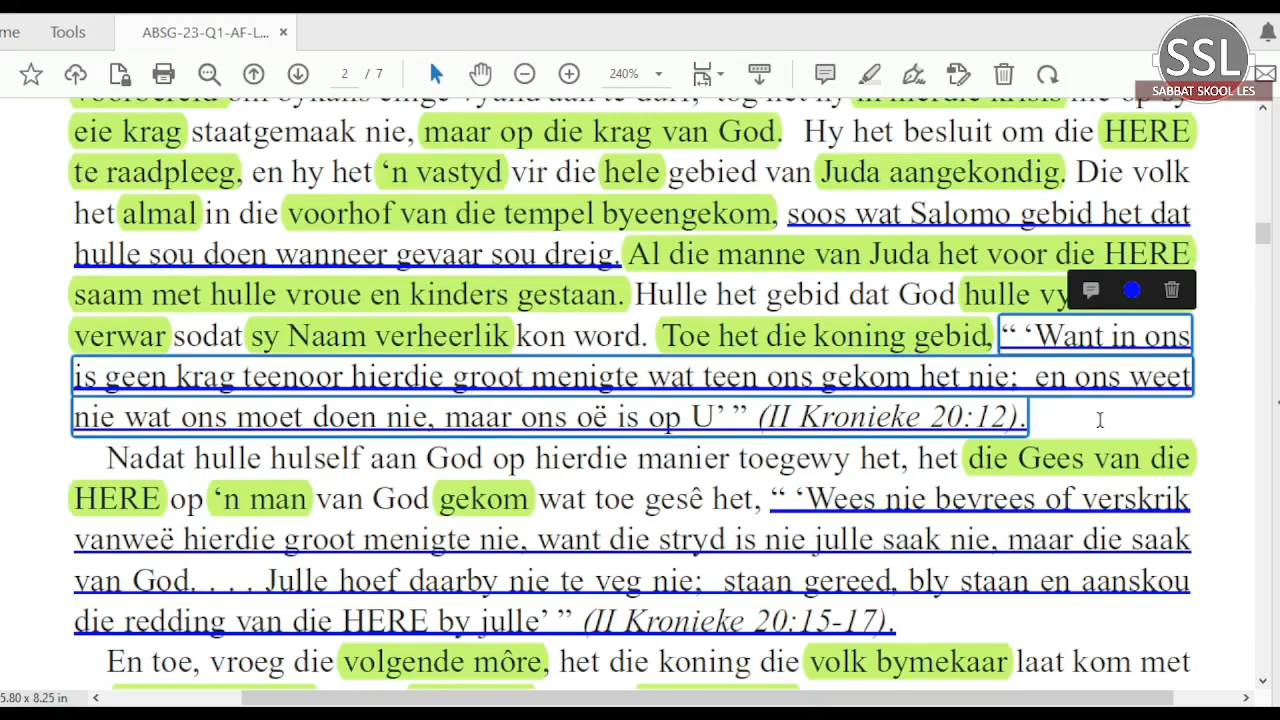 me Tools ABSG-23-Q1-AF-L... ×
2 / 7 240%
SSL
SABBAT SKOOL LES
eie krag staatgemaak nie, maar op die krag van God. Hy het besluit om die HERE
te raadpleeg, en hy het ‘n vastyd vir die hele gebied van Juda aangekondig. Die volk
het almal in die voorhof van die tempel byeengekom, soos wat Salomo gebid het dat
hulle sou doen wanneer gevaar sou dreig. Al die manne van Juda het voor die HERE
saam met hulle vroue en kinders gestaan. Hulle het gebid dat God hulle vy
verwar sodat sy Naam verheerlik kon word. Toe het die koning gebid, “ ‘Want in ons
is geen krag teenoor hierdie groot menigte wat teen ons gekom het nie; en ons weet
nie wat ons moet doen nie, maar ons oë is op U’ ” (II Kronieke 20:12).
Nadat hulle hulself aan God op hierdie manier toegewy het, het die Gees van die
HERE op ‘n man van God gekom wat toe gesê het, “ ‘Wees nie bevrees of verskrik
vanweë hierdie groot menigte nie, want die stryd is nie julle saak nie, maar die saak
van God. . . . Julle hoef daarby nie te veg nie; staan gereed, bly staan en aanskou
die redding van die HERE by julle’ ” (II Kronieke 20:15-17).
En toe, vroeg die volgende môre, het die koning die volk bymekaar laat kom met
5.80 x 8.25 in